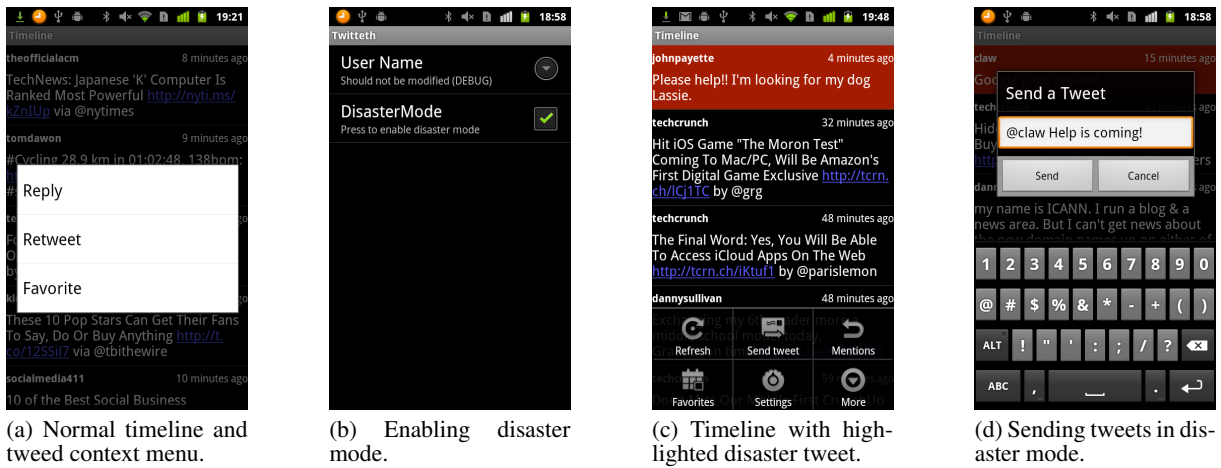 19:21
Timeline
theofficialacm 8 minutes ago
TechNews: Japanese 'K' Computer Is
Ranked Most Powerful http://nyti.ms/
kZnIUp via @nytimes
tomdawon 9 minutes ago
#Cycling 28.9 km in 01:02:48, 138bpm;
Reply
Retweet
Favorite
These 10 Pop Stars Can Get Their Fans
To Say, Do Or Buy Anything http://t.
co/12SSil7 via @tbithewire
socialmedia411 10 minutes ago
10 of the Best Social Business
(a) Normal timeline and
tweed context menu.
18:58
Twitteth
User Name
Should not be modified (DEBUG)
DisasterMode
Press to enable disaster mode
(b) Enabling disaster
mode.
19:48
Timeline
johnpayette 4 minutes ago
Please help!! I'm looking for my dog
Lassie.
techcrunch 32 minutes ago
Hit iOS Game "The Moron Test"
Coming To Mac/PC, Will Be Amazon's
First Digital Game Exclusive http://tcrn.
ch/lCj1TC by @grg
techcrunch 48 minutes ago
The Final Word: Yes, You Will Be Able
To Access iCloud Apps On The Web
http://tcrn.ch/iKtuf1 by @parislemon
dannysullivan 48 minutes ago
Refresh Send tweet Mentions
Favorites Settings More
(c) Timeline with high-
lighted disaster tweet.
18:58
Timeline
claw 15 minutes ago
Send a Tweet
@claw Help is coming!
Send Cancel
my name is ICANN. I run a blog & a
news area. But I can't get news about
1 2 3 4 5 6 7 8 9 0
@ # $ % & * - + ( )
ALT ! " ' : ; / ?
ABC , .
(d) Sending tweets in dis-
aster mode.